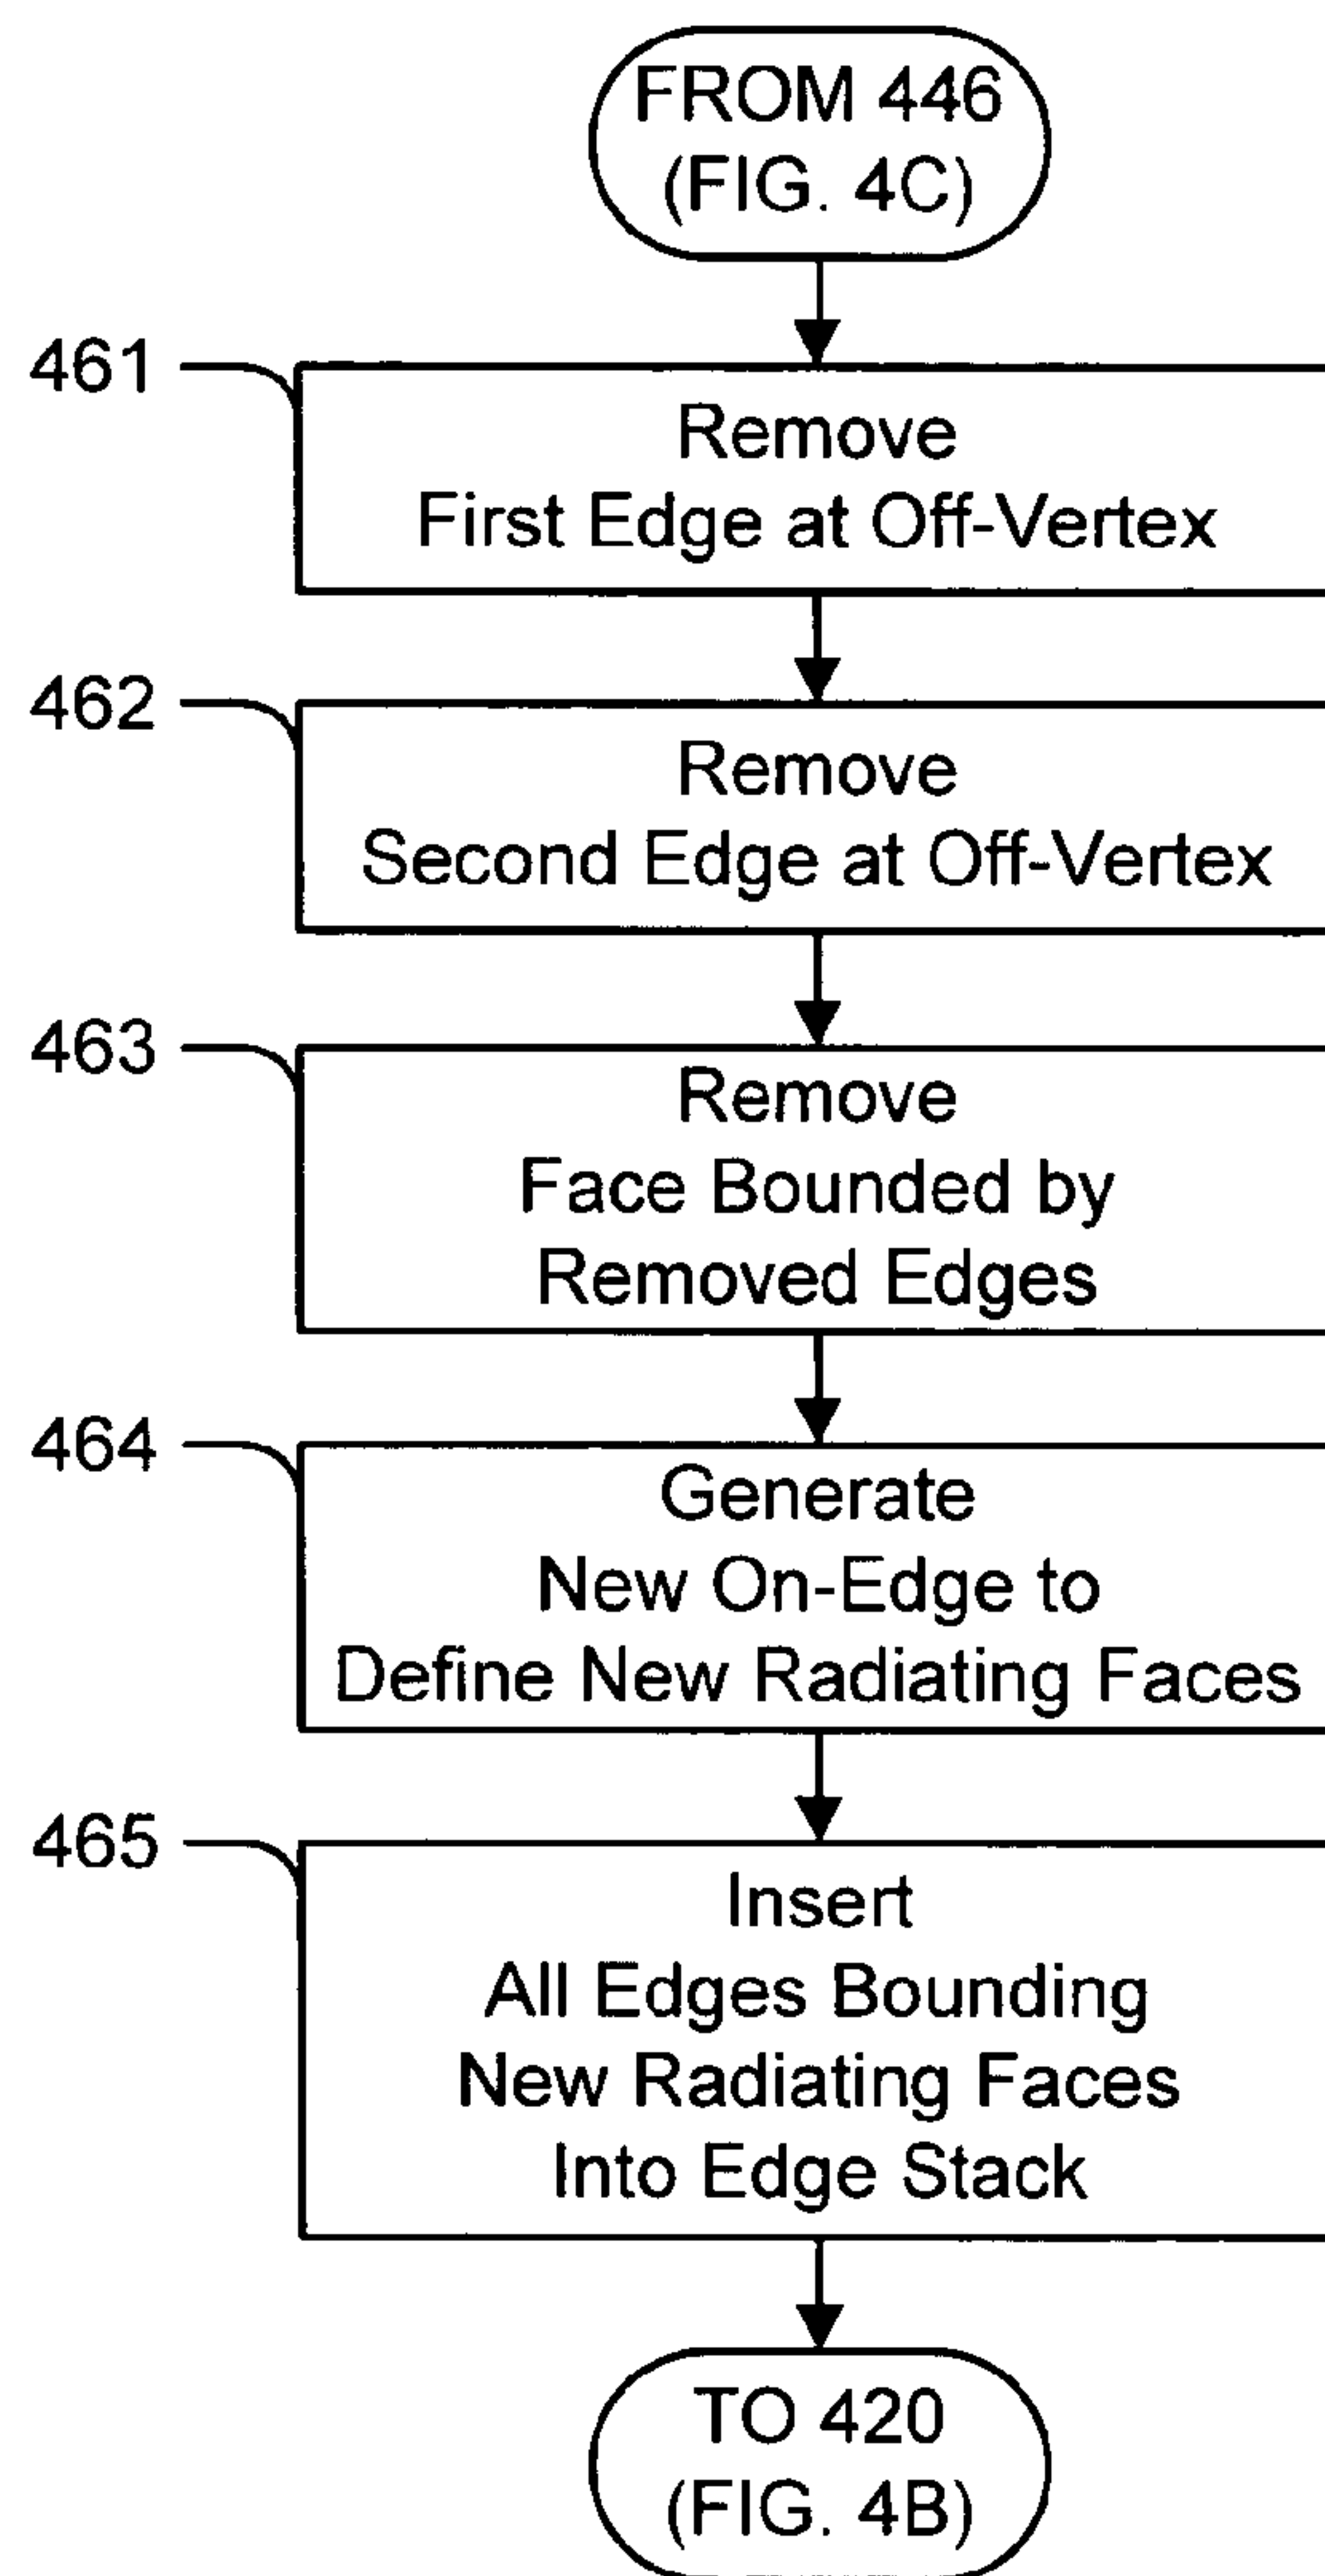 FROM 446
(FIG. 4C)
461
Remove
First Edge at Off-Vertex
462
Remove
Second Edge at Off-Vertex
463
Remove
Face Bounded by
Removed Edges
464
Generate
New On-Edge to
Define New Radiating Faces
465
Insert
All Edges Bounding
New Radiating Faces
Into Edge Stack
TO 420
(FIG. 4B)